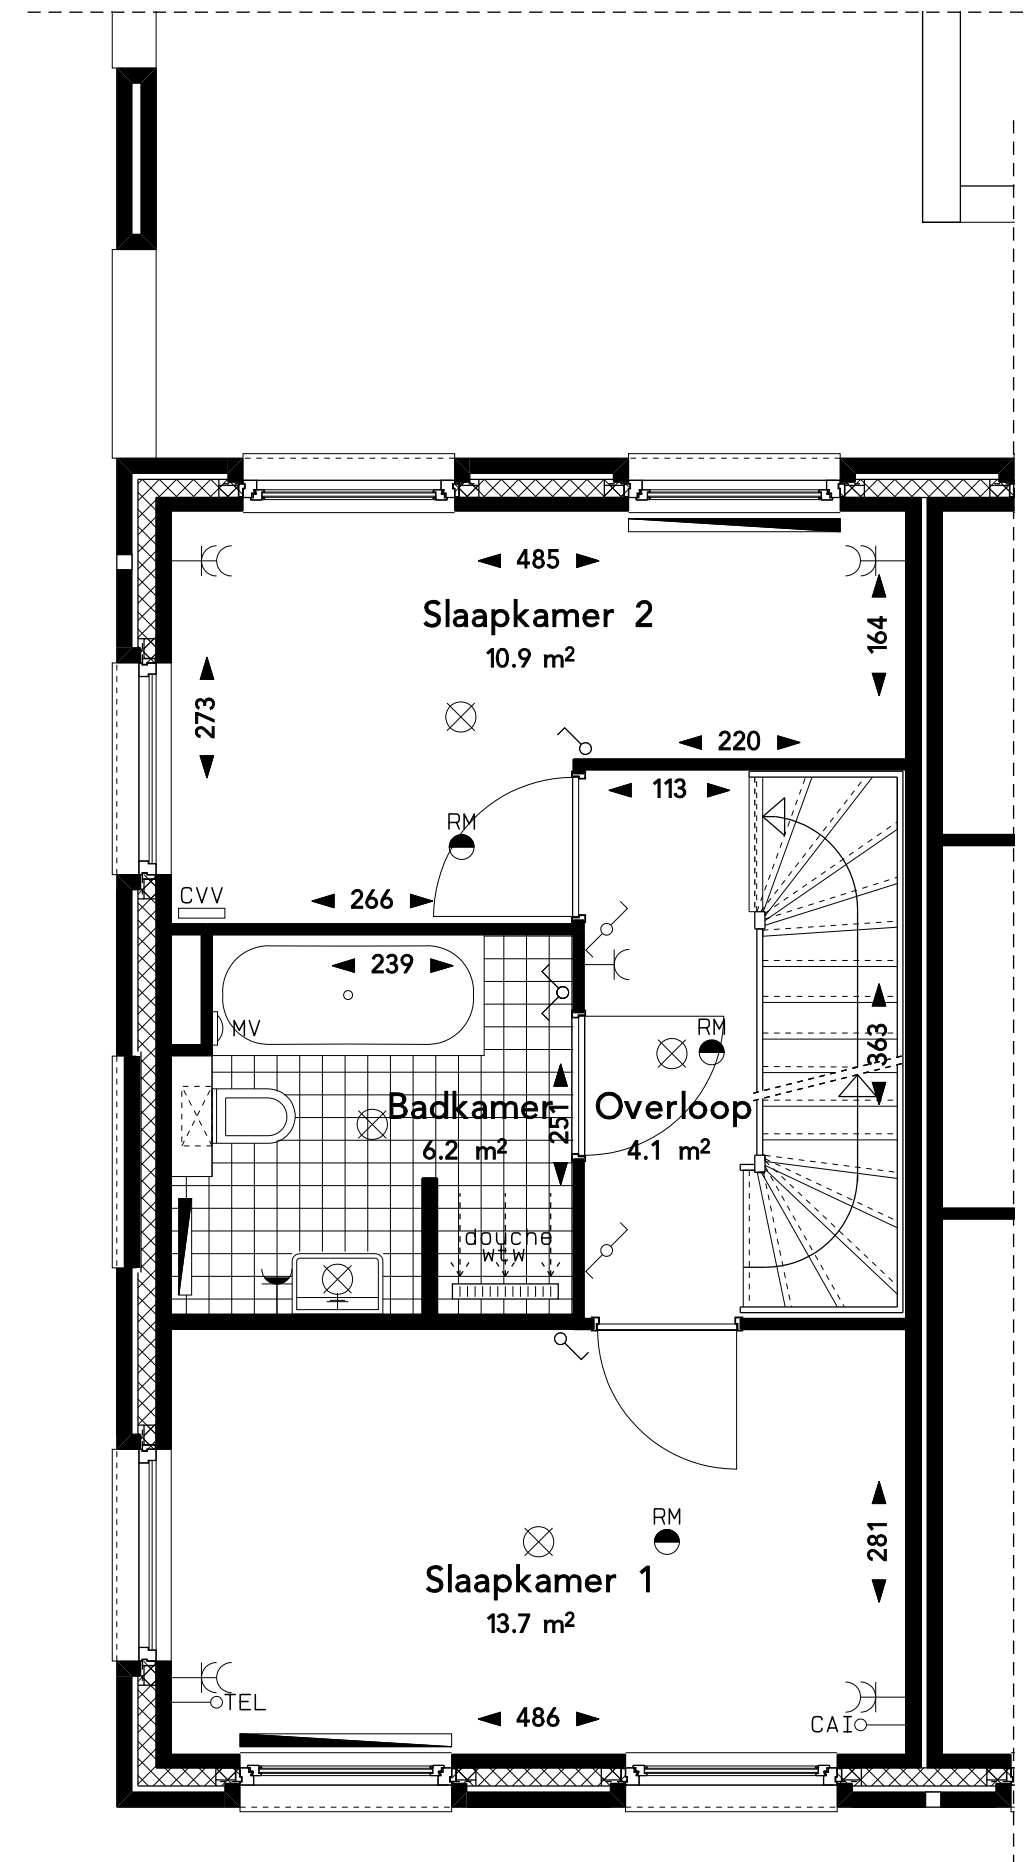 485
Slaapkamer 2
10.9 m²
164
273
220
113
RM
CVV
266
239
MV
RM
363
Badkamer
6.2 m²
251
Overloop
4.1 m²
douche
wtw
RM
281
Slaapkamer 1
13.7 m²
TEL
486
CAI